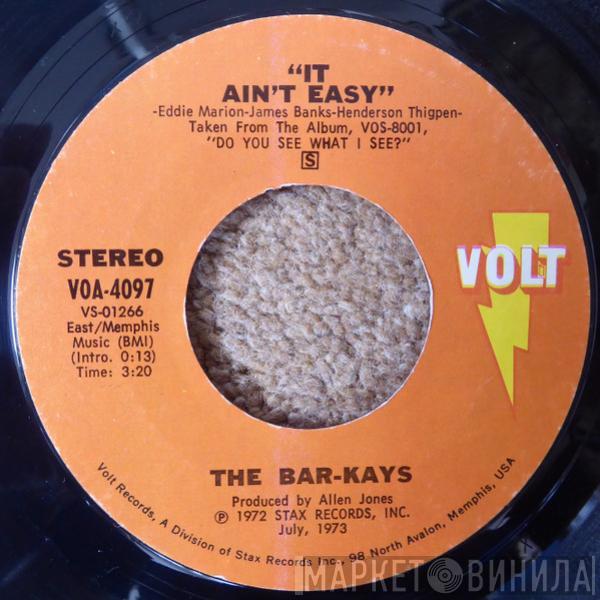 "IT
AIN'T EASY"
-Eddie Marion-James Banks-Henderson Thigpen-
Taken From The Album, VOS-8001,
"DO YOU SEE WHAT I SEE?"
S
STEREO
VOA-4097
VS-01266
East/Memphis
Music (BMI)
(Intro. 0:13)
Time: 3:20
VOLT
THE BAR-KAYS
Produced by Allen Jones
Ⓟ 1972 STAX RECORDS, INC.
July, 1973
Volt Records, A Division of Stax Records Inc., 98 North Avalon, Memphis, USA
МАРКЕТ ВИНИЛА